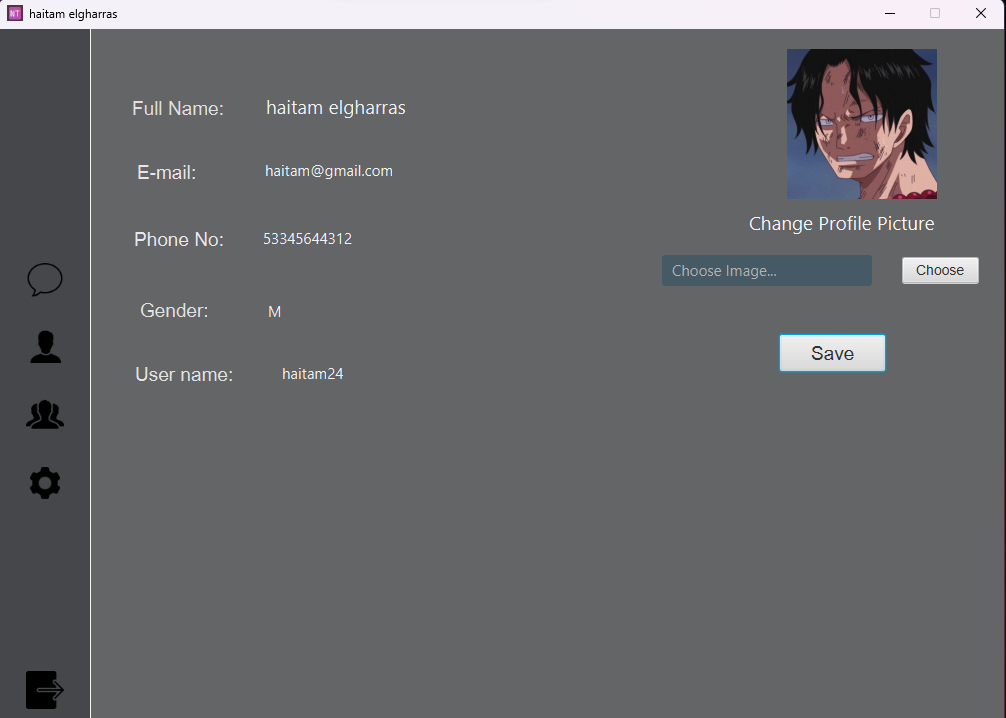 NT haitam elgharras
Full Name: haitam elgharras
E-mail: haitam@gmail.com
Phone No: 53345644312
Gender: M
User name: haitam24
Change Profile Picture
Choose Image... Choose
Save